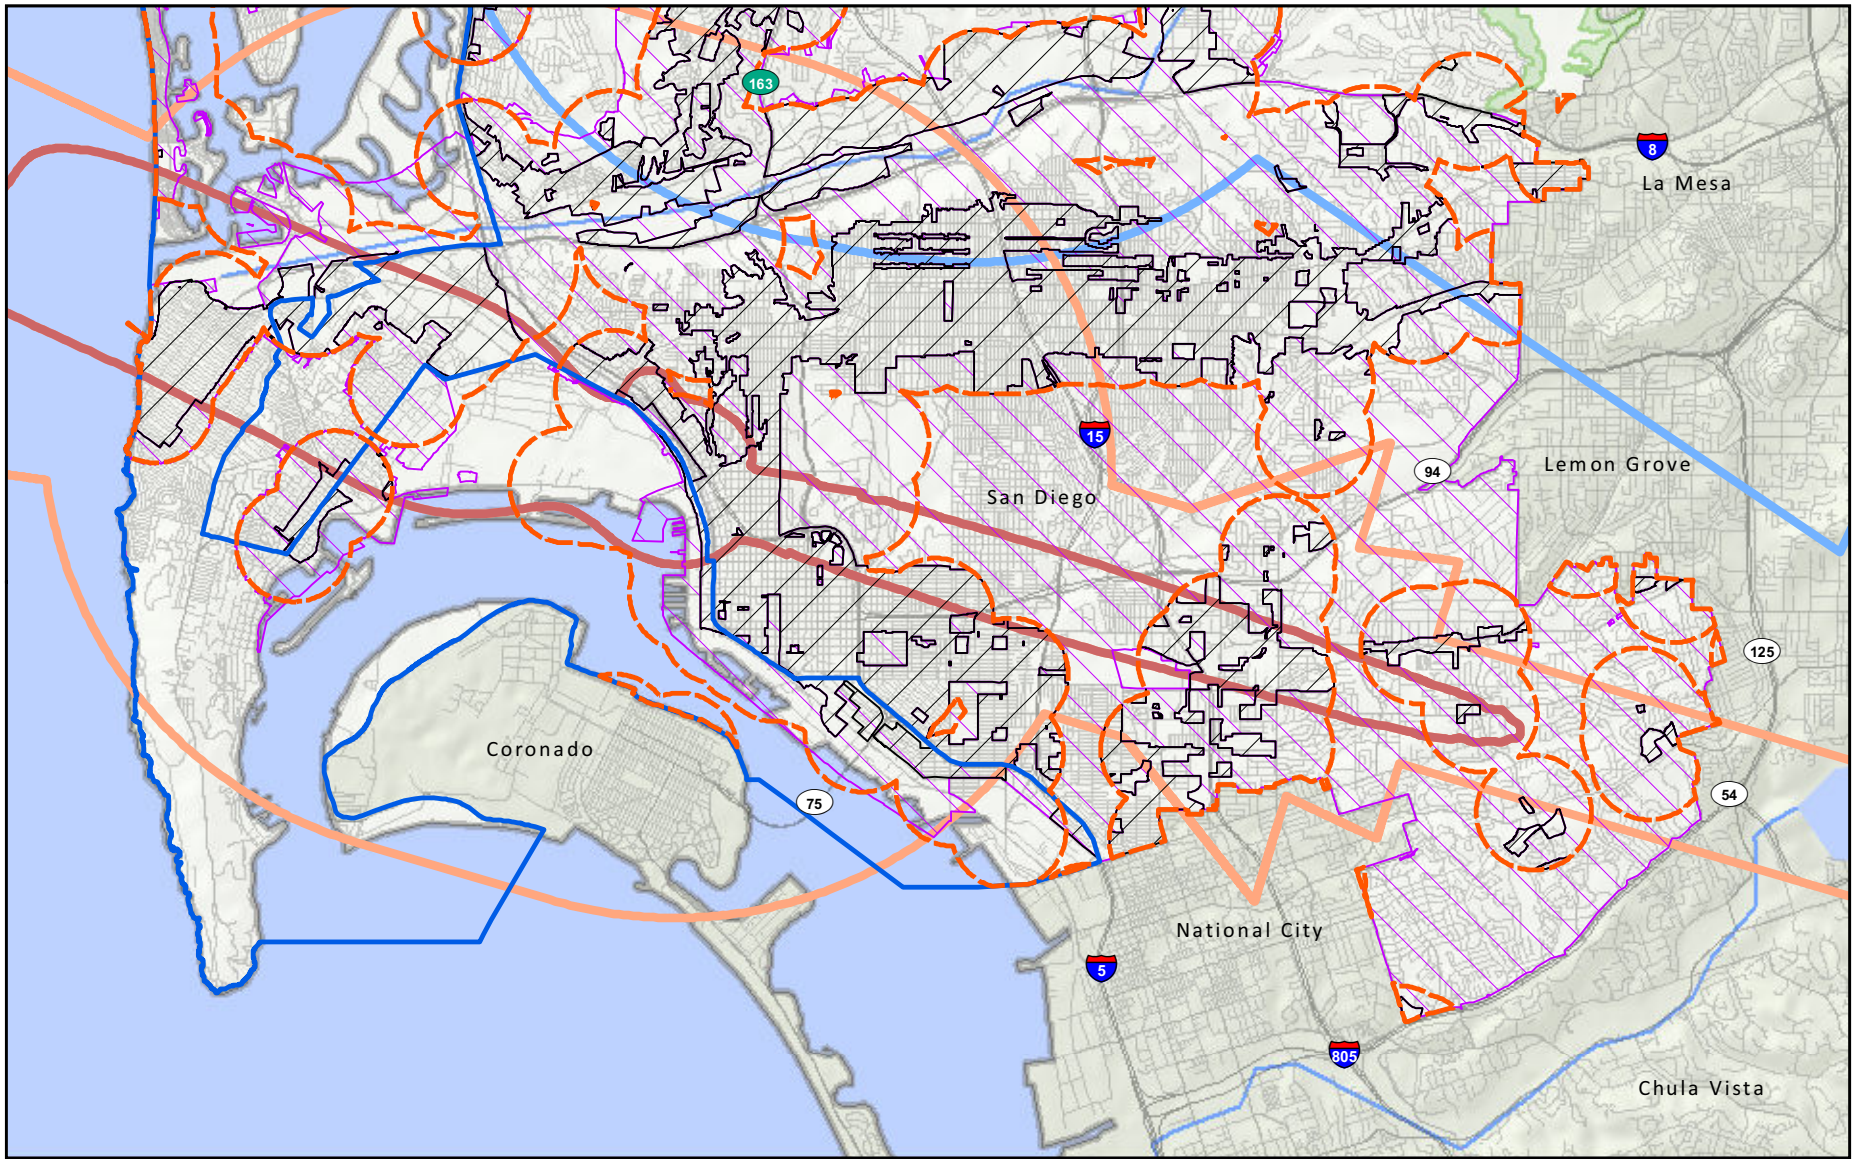 163
8
La Mesa
15
94
Lemon Grove
San Diego
125
Coronado
75
54
National City
5
805
Chula Vista